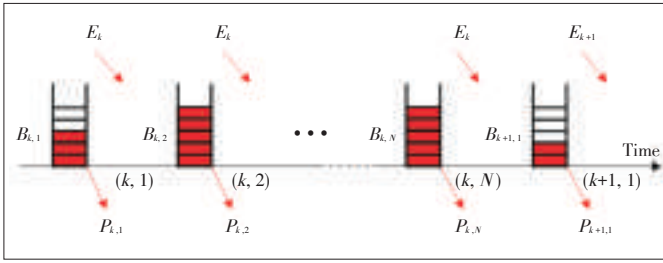 E_k E_k E_k E_{k+1}
B_{k,1} B_{k,2} ••• B_{k,N} B_{k+1,1}
Time
(k, 1) (k, 2) ...... (k, N) (k+1, 1)
P_{k,1} P_{k,2} P_{k,N} P_{k+1,1}